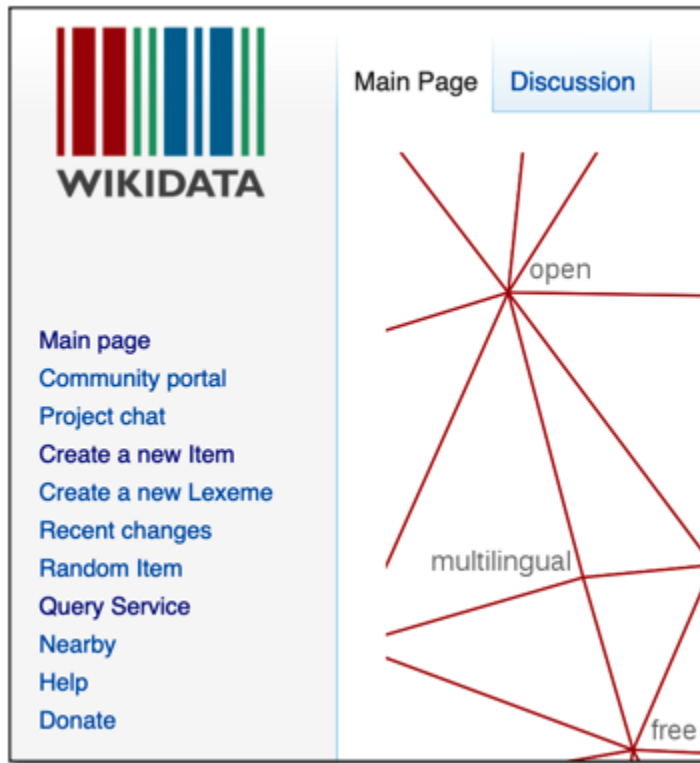 WIKIDATA
Main Page
Discussion
Main page
Community portal
Project chat
Create a new Item
Create a new Lexeme
Recent changes
Random Item
Query Service
Nearby
Help
Donate
open
multilingual
free